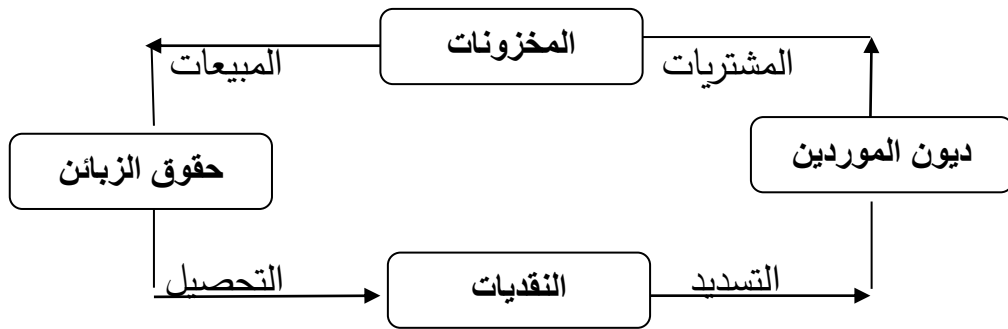 المخزونات
المشتريات
المبيعات
ديون الموردين
حقوق الزبائن
التسديد
النقديات
التحصيل